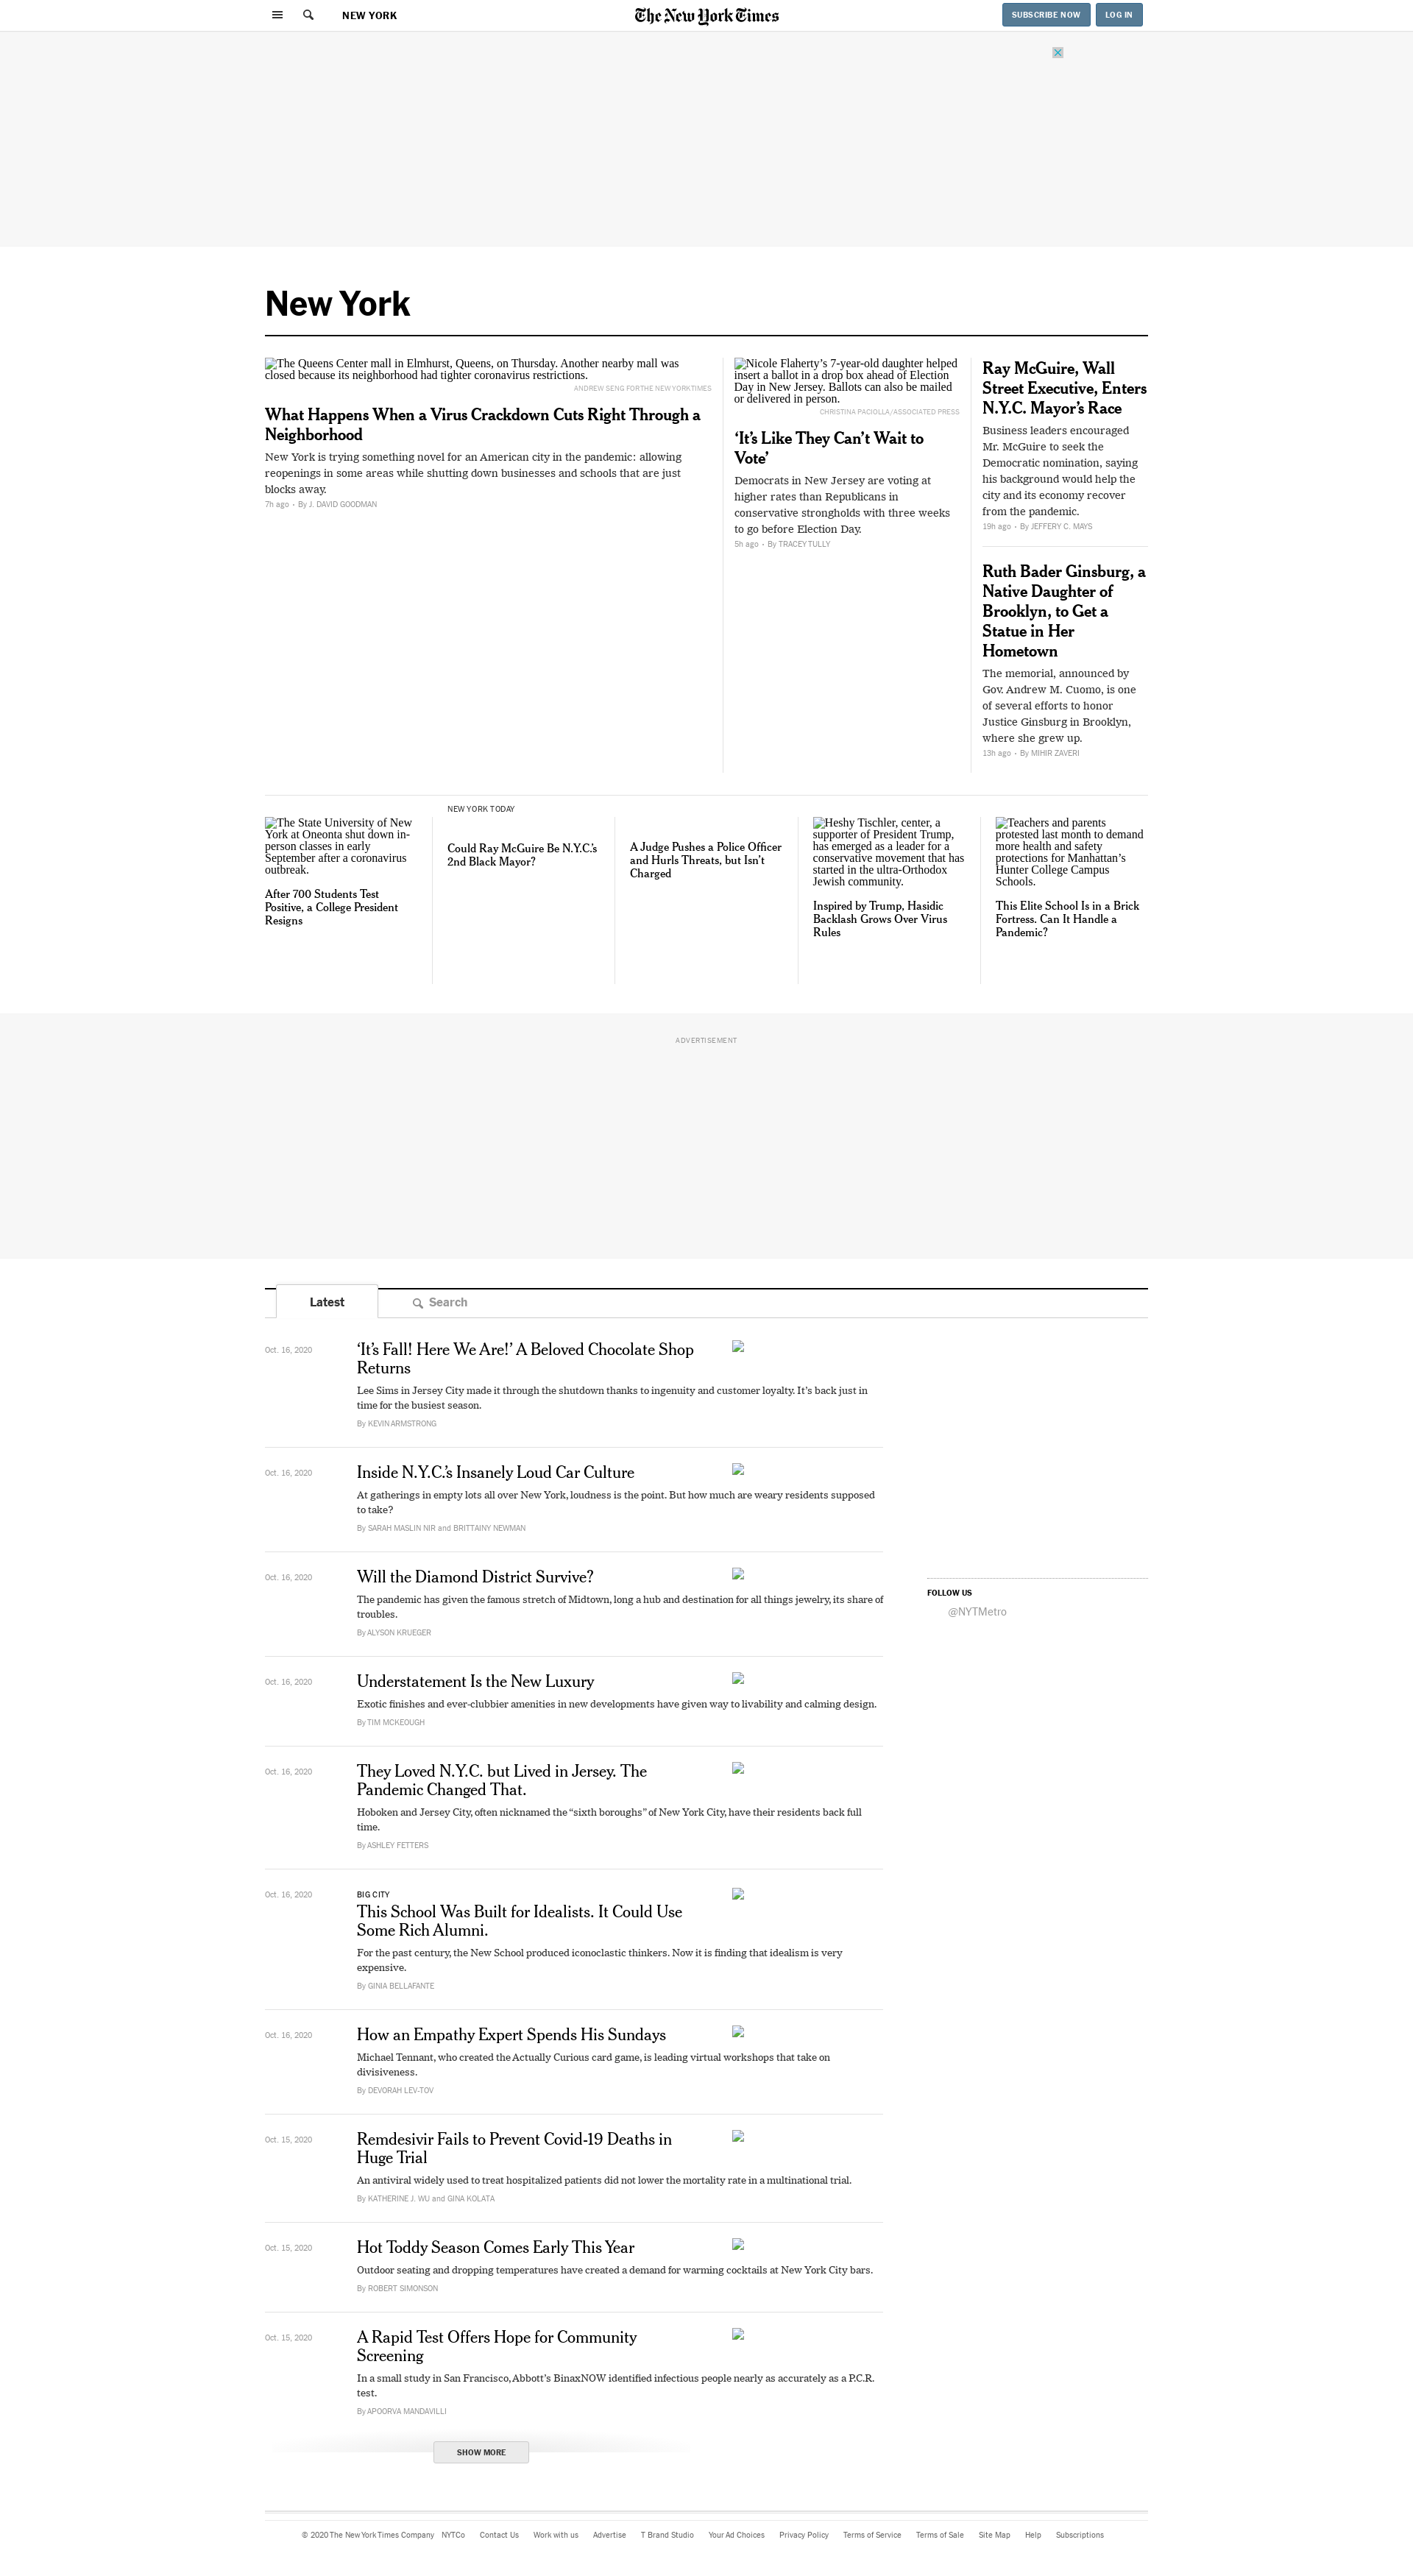 NEW YORK
The New York Times
SUBSCRIBE NOW
LOG IN
New York
The Queens Center mall in Elmhurst, Queens, on Thursday. Another nearby mall was
closed because its neighborhood had tighter coronavirus restrictions.
ANDREW SENG FOR THE NEW YORK TIMES
What Happens When a Virus Crackdown Cuts Right Through a
Neighborhood
New York is trying something novel for an American city in the pandemic: allowing
reopenings in some areas while shutting down businesses and schools that are just
blocks away.
7h ago • By J. DAVID GOODMAN
Nicole Flaherty’s 7-year-old daughter helped
insert a ballot in a drop box ahead of Election
Day in New Jersey. Ballots can also be mailed
or delivered in person.
CHRISTINA PACIOLLA/ASSOCIATED PRESS
‘It’s Like They Can’t Wait to
Vote’
Democrats in New Jersey are voting at
higher rates than Republicans in
conservative strongholds with three weeks
to go before Election Day.
5h ago • By TRACEY TULLY
Ray McGuire, Wall
Street Executive, Enters
N.Y.C. Mayor’s Race
Business leaders encouraged
Mr. McGuire to seek the
Democratic nomination, saying
his background would help the
city and its economy recover
from the pandemic.
19h ago • By JEFFERY C. MAYS
Ruth Bader Ginsburg, a
Native Daughter of
Brooklyn, to Get a
Statue in Her
Hometown
The memorial, announced by
Gov. Andrew M. Cuomo, is one
of several efforts to honor
Justice Ginsburg in Brooklyn,
where she grew up.
13h ago • By MIHIR ZAVERI
The State University of New
York at Oneonta shut down in-
person classes in early
September after a coronavirus
outbreak.
After 700 Students Test
Positive, a College President
Resigns
NEW YORK TODAY
Could Ray McGuire Be N.Y.C.’s
2nd Black Mayor?
A Judge Pushes a Police Officer
and Hurls Threats, but Isn’t
Charged
Heshy Tischler, center, a
supporter of President Trump,
has emerged as a leader for a
conservative movement that has
started in the ultra-Orthodox
Jewish community.
Inspired by Trump, Hasidic
Backlash Grows Over Virus
Rules
Teachers and parents
protested last month to demand
more health and safety
protections for Manhattan’s
Hunter College Campus
Schools.
This Elite School Is in a Brick
Fortress. Can It Handle a
Pandemic?
ADVERTISEMENT
Latest
Search
Oct. 16, 2020
‘It’s Fall! Here We Are!’ A Beloved Chocolate Shop
Returns
Lee Sims in Jersey City made it through the shutdown thanks to ingenuity and customer loyalty. It’s back just in
time for the busiest season.
By KEVIN ARMSTRONG
Oct. 16, 2020
Inside N.Y.C.’s Insanely Loud Car Culture
At gatherings in empty lots all over New York, loudness is the point. But how much are weary residents supposed
to take?
By SARAH MASLIN NIR and BRITTAINY NEWMAN
Oct. 16, 2020
Will the Diamond District Survive?
The pandemic has given the famous stretch of Midtown, long a hub and destination for all things jewelry, its share of
troubles.
By ALYSON KRUEGER
FOLLOW US
@NYTMetro
Oct. 16, 2020
Understatement Is the New Luxury
Exotic finishes and ever-clubbier amenities in new developments have given way to livability and calming design.
By TIM MCKEOUGH
Oct. 16, 2020
They Loved N.Y.C. but Lived in Jersey. The
Pandemic Changed That.
Hoboken and Jersey City, often nicknamed the “sixth boroughs” of New York City, have their residents back full
time.
By ASHLEY FETTERS
Oct. 16, 2020
BIG CITY
This School Was Built for Idealists. It Could Use
Some Rich Alumni.
For the past century, the New School produced iconoclastic thinkers. Now it is finding that idealism is very
expensive.
By GINIA BELLAFANTE
Oct. 16, 2020
How an Empathy Expert Spends His Sundays
Michael Tennant, who created the Actually Curious card game, is leading virtual workshops that take on
divisiveness.
By DEVORAH LEV-TOV
Oct. 15, 2020
Remdesivir Fails to Prevent Covid-19 Deaths in
Huge Trial
An antiviral widely used to treat hospitalized patients did not lower the mortality rate in a multinational trial.
By KATHERINE J. WU and GINA KOLATA
Oct. 15, 2020
Hot Toddy Season Comes Early This Year
Outdoor seating and dropping temperatures have created a demand for warming cocktails at New York City bars.
By ROBERT SIMONSON
Oct. 15, 2020
A Rapid Test Offers Hope for Community
Screening
In a small study in San Francisco, Abbott’s BinaxNOW identified infectious people nearly as accurately as a P.C.R.
test.
By APOORVA MANDAVILLI
SHOW MORE
© 2020 The New York Times Company NYTCo Contact Us Work with us Advertise T Brand Studio Your Ad Choices Privacy Policy Terms of Service Terms of Sale Site Map Help Subscriptions